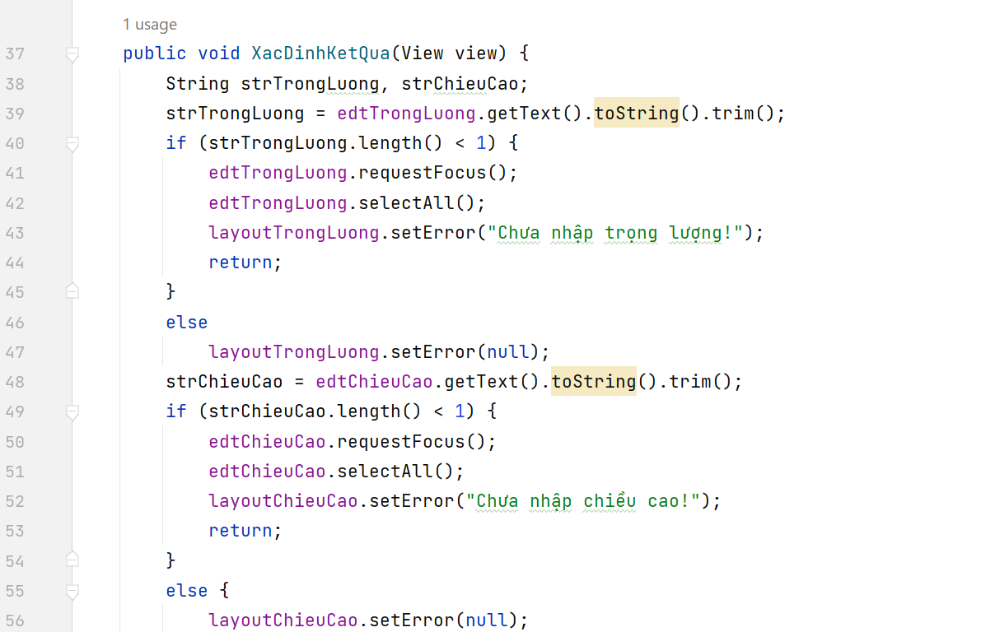 1 usage
37 public void XacDinhKetQua(View view) {
38 String strTrongLuong, strChieuCao;
39 strTrongLuong = edtTrongLuong.getText().toString().trim();
40 if (strTrongLuong.length() < 1) {
41 edtTrongLuong.requestFocus();
42 edtTrongLuong.selectAll();
43 layoutTrongLuong.setError("Chưa nhập trọng lượng!");
44 return;
45 }
46 else
47 layoutTrongLuong.setError(null);
48 strChieuCao = edtChieuCao.getText().toString().trim();
49 if (strChieuCao.length() < 1) {
50 edtChieuCao.requestFocus();
51 edtChieuCao.selectAll();
52 layoutChieuCao.setError("Chưa nhập chiều cao!");
53 return;
54 }
55 else {
56 layoutChieuCao.setError(null);